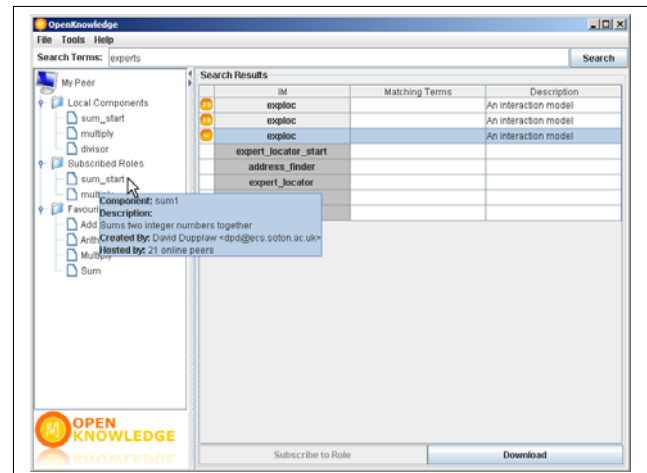 OpenKnowledge
File Tools Help
Search Terms: experts Search
My Peer
Local Components
sum_start
multiply
divisor
Subscribed Roles
sum_start
Add
Sum
Component: sum1
Description:
Sums two integer numbers together
Created By: David Dupplaw <dpd@ecs.soton.ac.uk>
Hosted by: 21 online peers
OPEN
KNOWLEDGE
Search Results
IM Matching Terms Description
exploc An interaction model
exploc An interaction model
exploc An interaction model
expert_locator_start
address_finder
expert_locator
Subscribe to Role Download